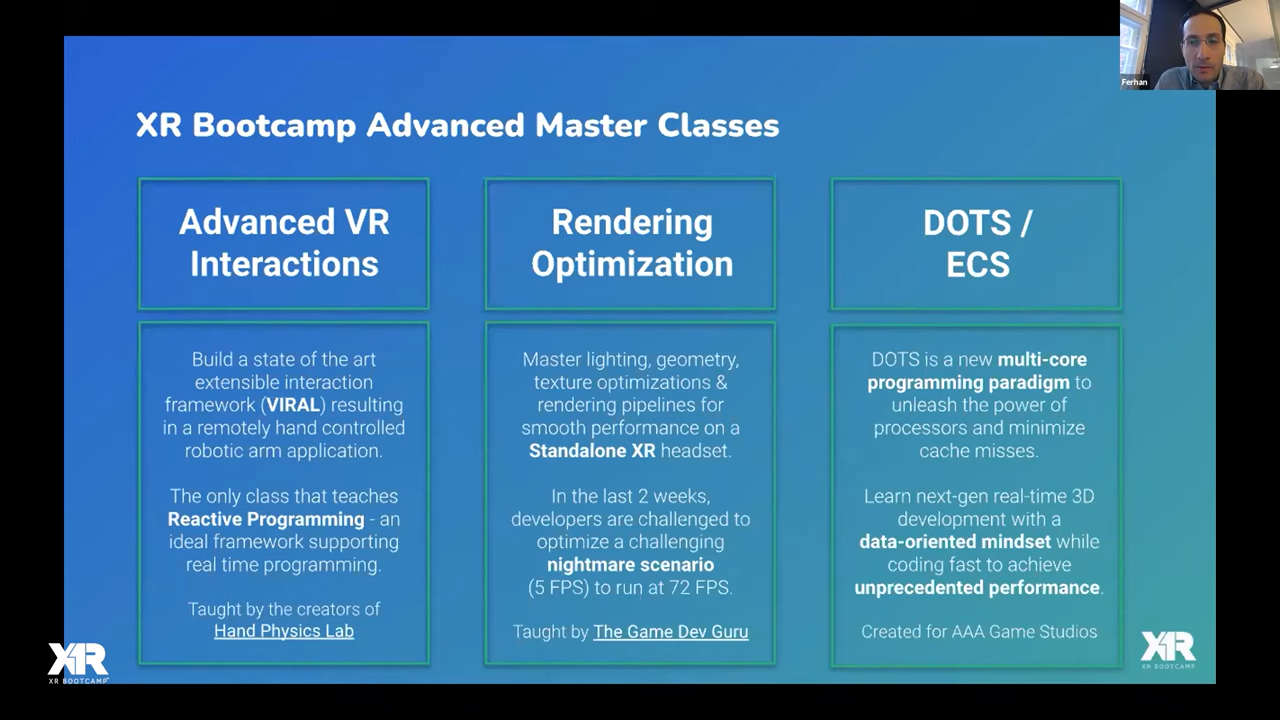 Ferhan
XR Bootcamp Advanced Master Classes
Advanced VR
Interactions
Build a state of the art
extensible interaction
framework (VIRAL) resulting
in a remotely hand controlled
robotic arm application.
The only class that teaches
Reactive Programming - an
ideal framework supporting
real time programming.
Taught by the creators of
Hand Physics Lab
Rendering
Optimization
Master lighting, geometry,
texture optimizations &
rendering pipelines for
smooth performance on a
Standalone XR headset.
In the last 2 weeks,
developers are challenged to
optimize a challenging
nightmare scenario
(5 FPS) to run at 72 FPS.
Taught by The Game Dev Guru
DOTS /
ECS
DOTS is a new multi-core
programming paradigm to
unleash the power of
processors and minimize
cache misses.
Learn next-gen real-time 3D
development with a
data-oriented mindset while
coding fast to achieve
unprecedented performance.
Created for AAA Game Studios
XR
XR BOOTCAMP
XR
XR BOOTCAMP